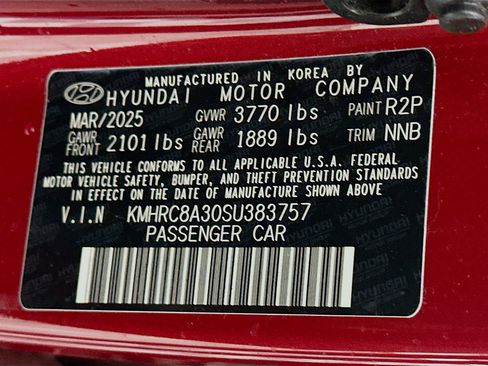 MANUFACTURED IN KOREA BY
HYUNDAI MOTOR COMPANY
MAR/2025 GVWR 3770 lbs PAINT R2P
GAWR FRONT 2101 lbs GAWR REAR 1889 lbs TRIM NNB
THIS VEHICLE CONFORMS TO ALL APPLICABLE U.S.A. FEDERAL
MOTOR VEHICLE SAFETY, BUMPER, AND THEFT PREVENTION STANDARDS
IN EFFECT ON THE DATE OF MANUFACTURE SHOWN ABOVE.
V.I.N KMHRC8A30SU383757
PASSENGER CAR